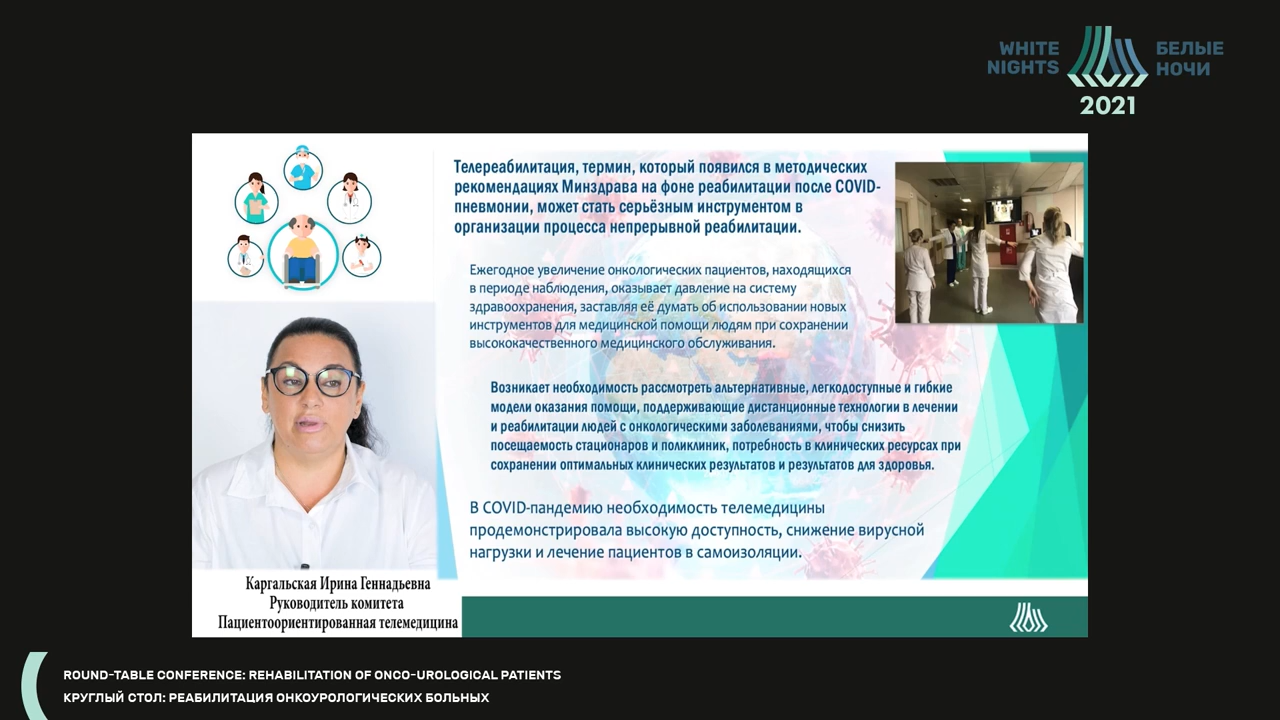 WHITE
NIGHTS
БЕЛЫЕ
НОЧИ
2021
Телереабилитация, термин, который появился в методических
рекомендациях Минздрава на фоне реабилитации после COVID-
пневмонии, может стать серьёзным инструментом в
организации процесса непрерывной реабилитации.
Ежегодное увеличение онкологических пациентов, находящихся
в периоде наблюдения, оказывает давление на систему
здравоохранения, заставляя её думать об использовании новых
инструментов для медицинской помощи людям при сохранении
высококачественного медицинского обслуживания.
Возникает необходимость рассмотреть альтернативные, легкодоступные и гибкие
модели оказания помощи, поддерживающие дистанционные технологии в лечении
и реабилитации людей с онкологическими заболеваниями, чтобы снизить
посещаемость стационаров и поликлиник, потребность в клинических ресурсах при
сохранении оптимальных клинических результатов и результатов для здоровья.
В COVID-пандемию необходимость телемедицины
продемонстрировала высокую доступность, снижение вирусной
нагрузки и лечение пациентов в самоизоляции.
Каргальская Ирина Геннадьевна
Руководитель комитета
Пациентоориентированная телемедицина
ROUND-TABLE CONFERENCE: REHABILITATION OF ONCO-UROLOGICAL PATIENTS
КРУГЛЫЙ СТОЛ: РЕАБИЛИТАЦИЯ ОНКОУРОЛОГИЧЕСКИХ БОЛЬНЫХ